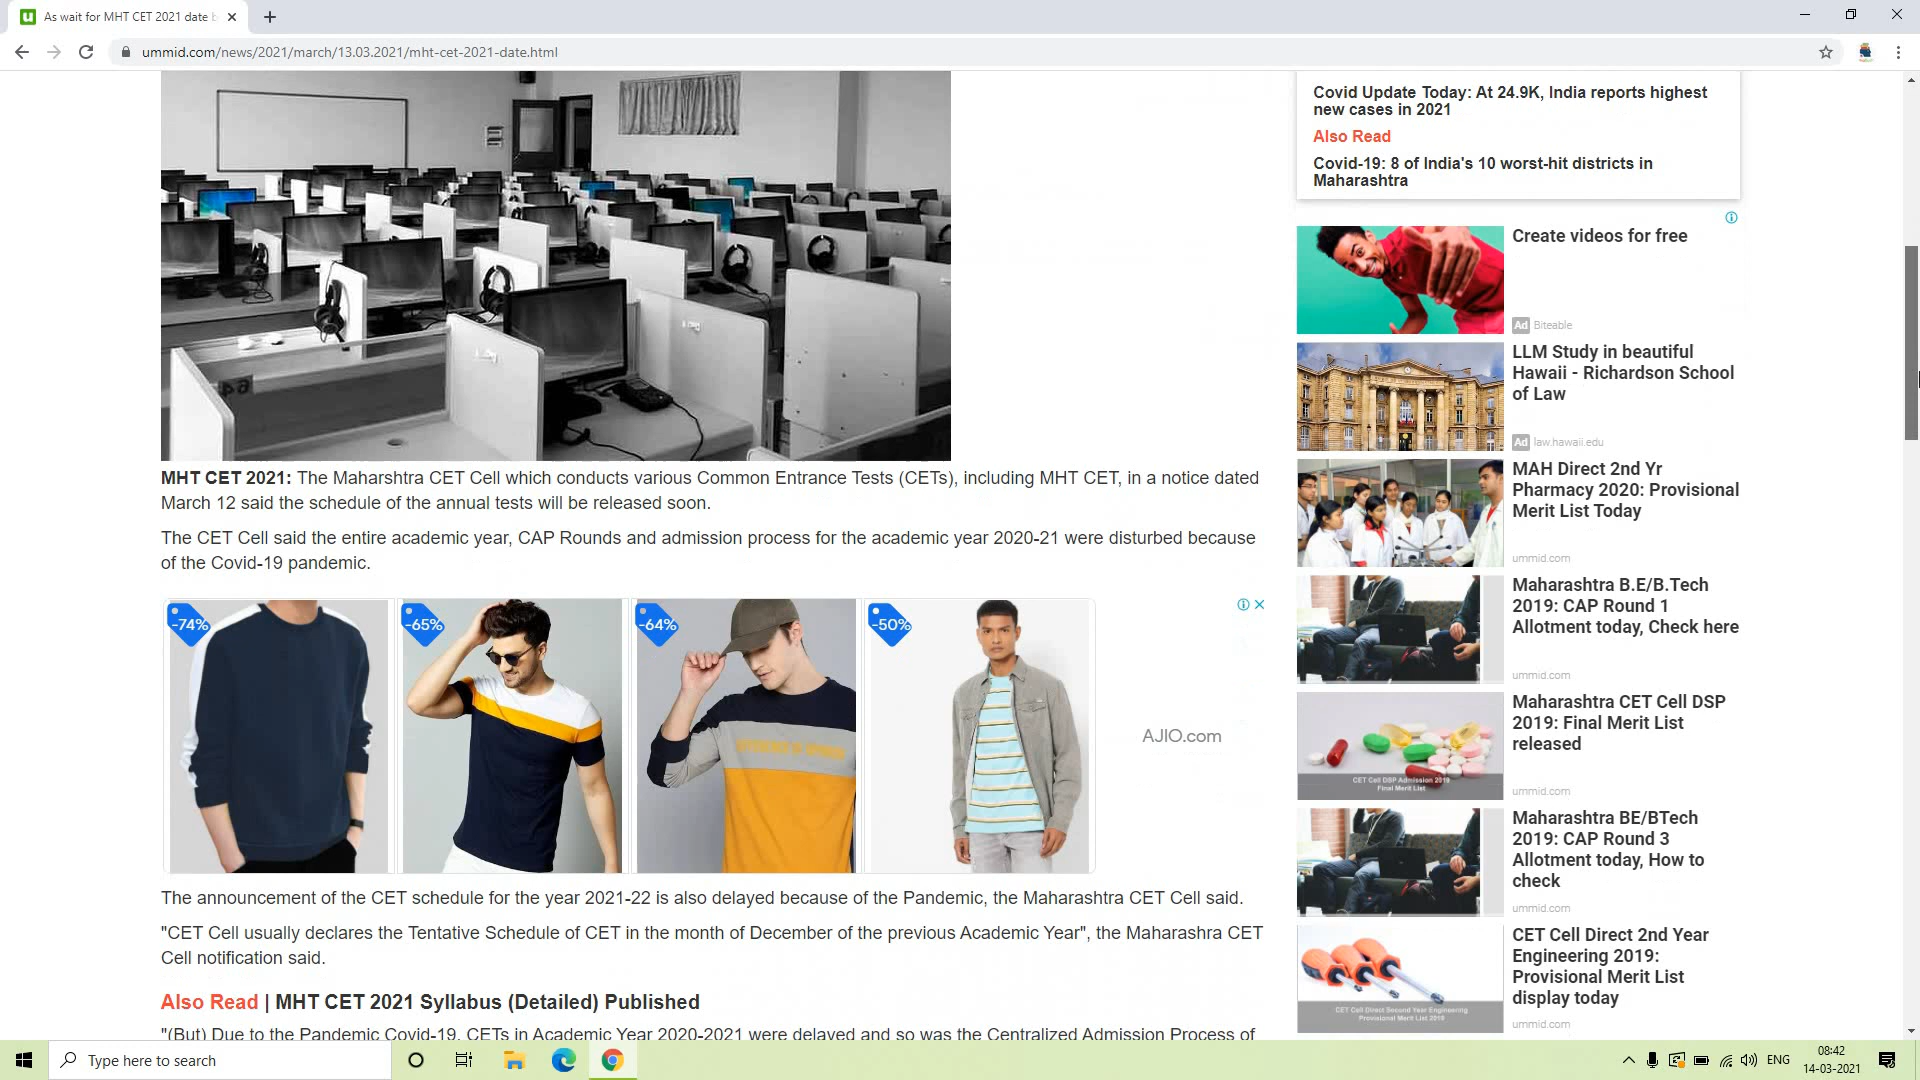 As wait for MHT CET 2021 date b
ummid.com/news/2021/march/13.03.2021/mht-cet-2021-date.html
MHT CET 2021: The Maharshtra CET Cell which conducts various Common Entrance Tests (CETs), including MHT CET, in a notice dated
March 12 said the schedule of the annual tests will be released soon.
The CET Cell said the entire academic year, CAP Rounds and admission process for the academic year 2020-21 were disturbed because
of the Covid-19 pandemic.
-74%
-65%
-64%
-50%
AJIO.com
The announcement of the CET schedule for the year 2021-22 is also delayed because of the Pandemic, the Maharashtra CET Cell said.
"CET Cell usually declares the Tentative Schedule of CET in the month of December of the previous Academic Year", the Maharashra CET
Cell notification said.
Also Read | MHT CET 2021 Syllabus (Detailed) Published
"(But) Due to the Pandemic Covid-19, CETs in Academic Year 2020-2021 were delayed and so was the Centralized Admission Process of
Covid Update Today: At 24.9K, India reports highest
new cases in 2021
Also Read
Covid-19: 8 of India's 10 worst-hit districts in
Maharashtra
Create videos for free
Ad Biteable
LLM Study in beautiful
Hawaii - Richardson School
of Law
Ad law.hawaii.edu
MAH Direct 2nd Yr
Pharmacy 2020: Provisional
Merit List Today
ummid.com
Maharashtra B.E/B.Tech
2019: CAP Round 1
Allotment today, Check here
ummid.com
CET Cell DSP Admission 2019
Final Merit List
Maharashtra CET Cell DSP
2019: Final Merit List
released
ummid.com
Maharashtra BE/BTech
2019: CAP Round 3
Allotment today, How to
check
ummid.com
CET Cell Direct Second Year Engineering
Provisional Merit List 2019
CET Cell Direct 2nd Year
Engineering 2019:
Provisional Merit List
display today
ummid.com
Type here to search
ENG
08:42
14-03-2021